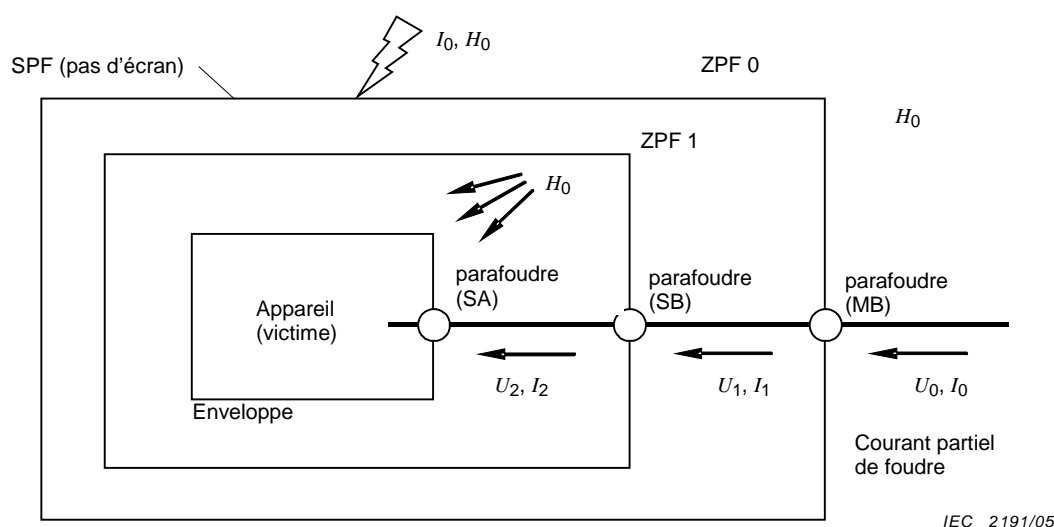 I0, H0
SPF (pas d'écran)
ZPF 0
H0
ZPF 1
H0
parafoudre
(SA)
parafoudre
(SB)
parafoudre
(MB)
Appareil
(victime)
U2, I2
U1, I1
U0, I0
Enveloppe
Courant partiel
de foudre
IEC 2191/05